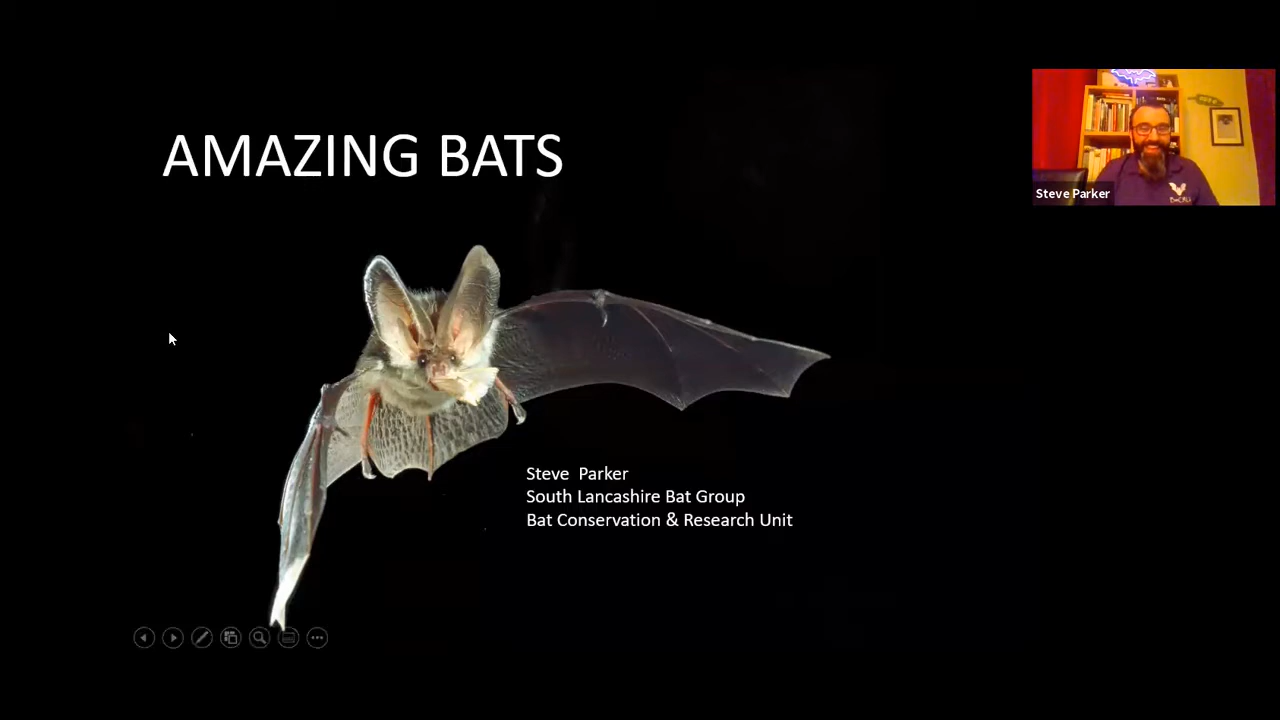 AMAZING BATS
Steve Parker
Steve Parker
South Lancashire Bat Group
Bat Conservation & Research Unit